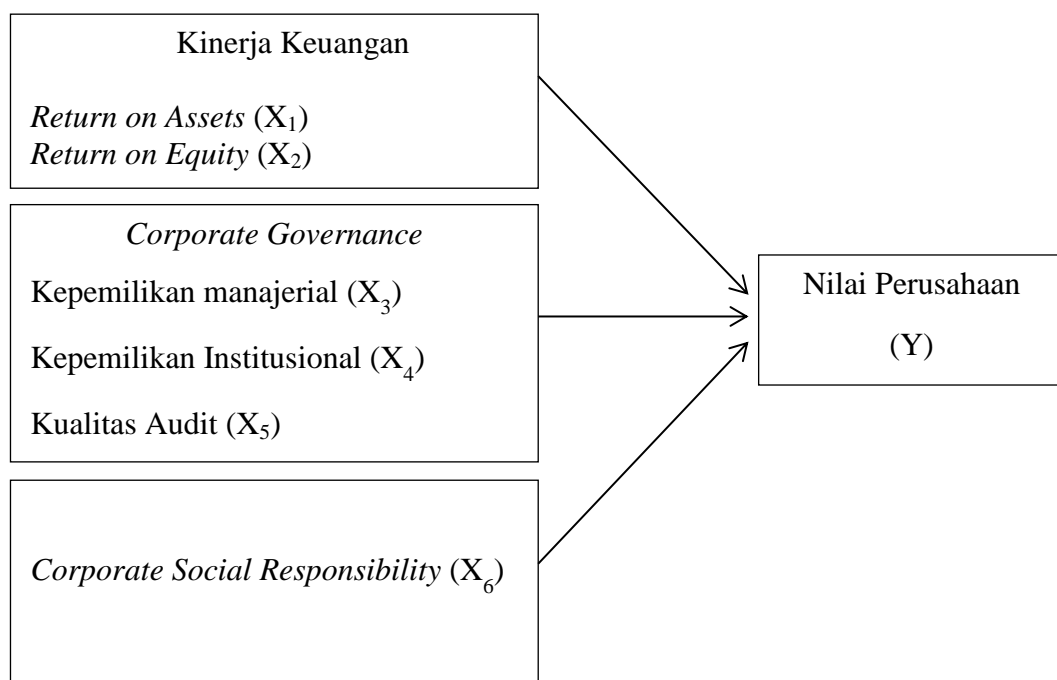 Kinerja Keuangan
Return on Assets (X₁)
Return on Equity (X₂)
Corporate Governance
Kepemilikan manajerial (X₃)
Kepemilikan Institusional (X₄)
Kualitas Audit (X₅)
Corporate Social Responsibility (X₆)
Nilai Perusahaan
(Y)